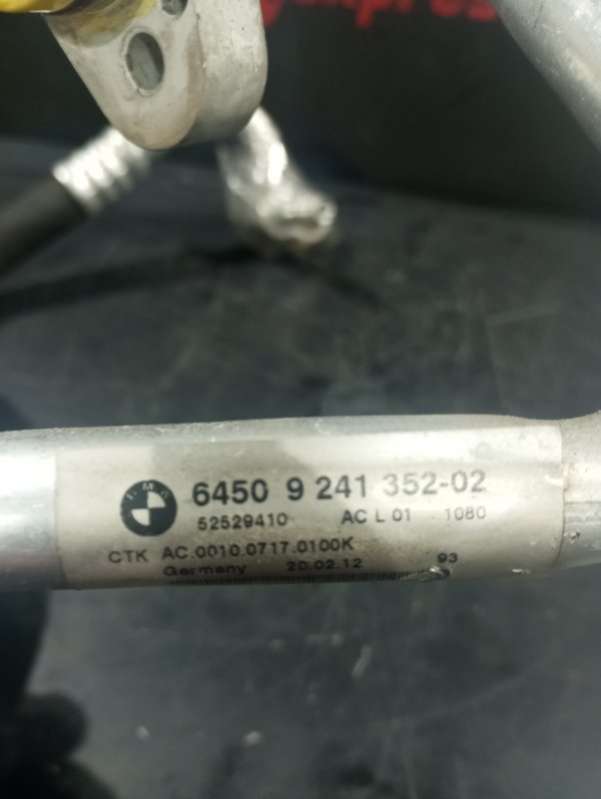 BMW
6450 9 241 352-02
52529410 AC L 01 1080
CTK AC.0010.0717.0100K
Germany 20.02.12 93